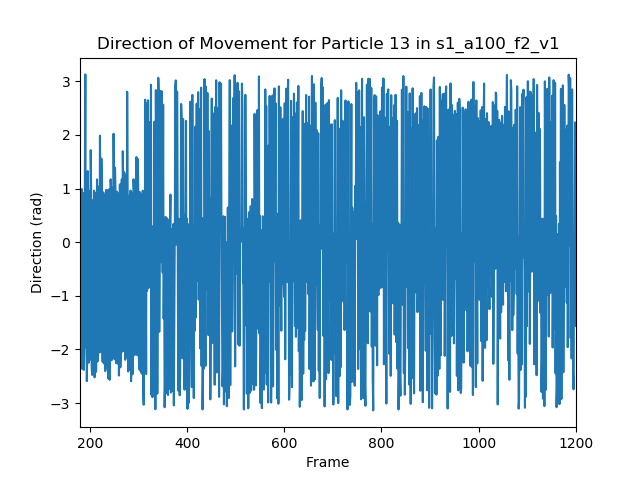 Direction of Movement for Particle 13 in s1_a100_f2_v1
Direction (rad)
3
2
1
0
−1
−2
−3
200 400 600 800 1000 1200
Frame